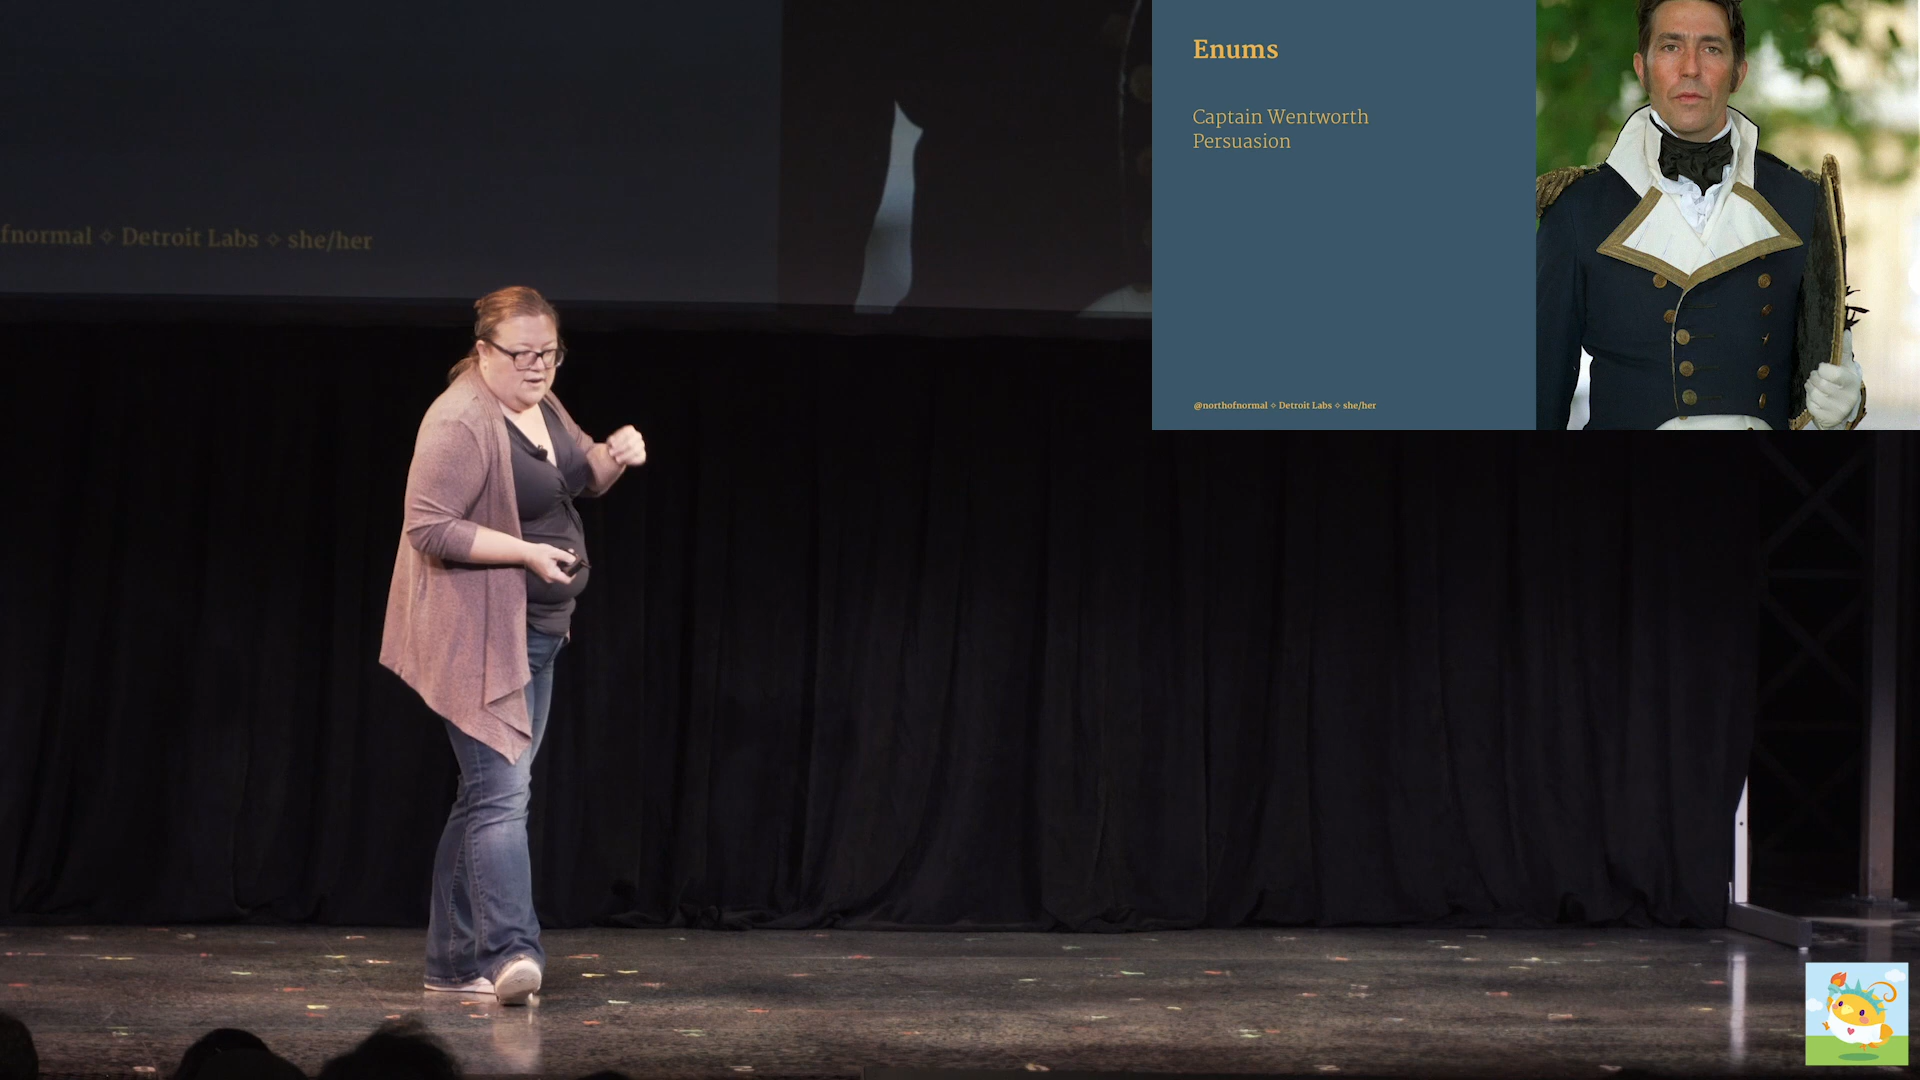 Enums
Captain Wentworth
Persuasion
@northofnormal ⟡ Detroit Labs ⟡ she/her
fnormal ⟡ Detroit Labs ⟡ she/her